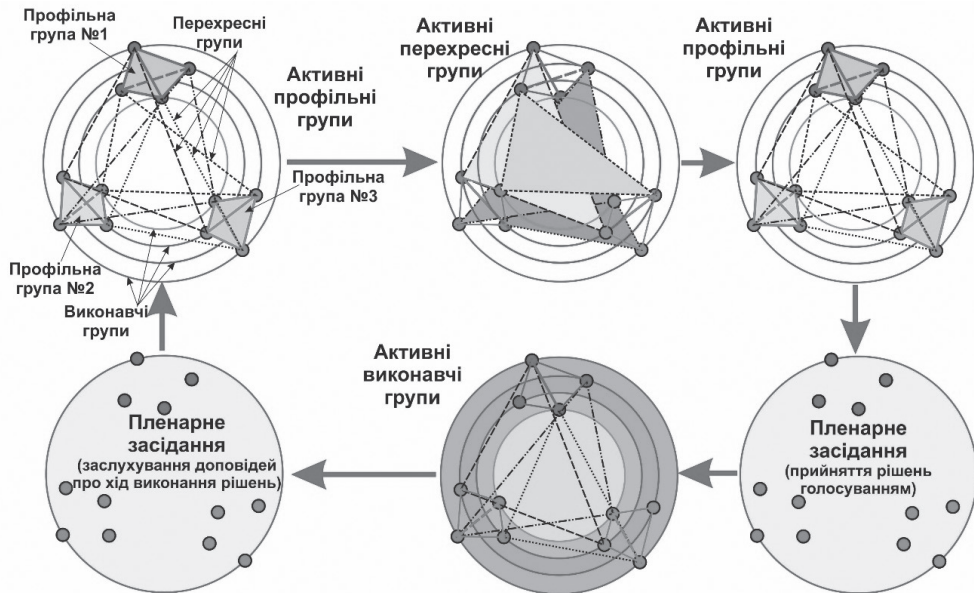 Профільна
група №1
Перехресні
групи
Активні
профільні
групи
Профільна
група №3
Профільна
група №2
Виконавчі
групи
Активні
перехресні
групи
Активні
профільні
групи
Пленарне
засідання
(заслухування доповідей
про хід виконання рішень)
Активні
виконавчі
групи
Пленарне
засідання
(прийняття рішень
голосуванням)